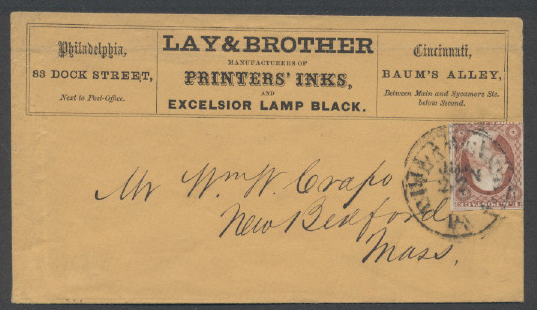 Philadelphia,
83 DOCK STREET,
Next to Post-Office.
LAY & BROTHER
MANUFACTURERS OF
PRINTERS' INKS,
AND
EXCELSIOR LAMP BLACK.
Cincinnati,
BAUM'S ALLEY,
Between Main and Sycamore Sts.
below Second.
PA
Mr Wm W. Crapo
New Bedford
Mass.